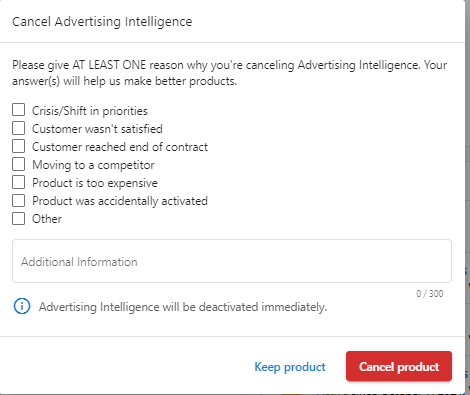 Cancel Advertising Intelligence
Please give AT LEAST ONE reason why you're canceling Advertising Intelligence. Your
answer(s) will help us make better products.
Crisis/Shift in priorities
Customer wasn't satisfied
Customer reached end of contract
Moving to a competitor
Product is too expensive
Product was accidentally activated
Other
Additional Information
0 / 300
Advertising Intelligence will be deactivated immediately.
Keep product
Cancel product